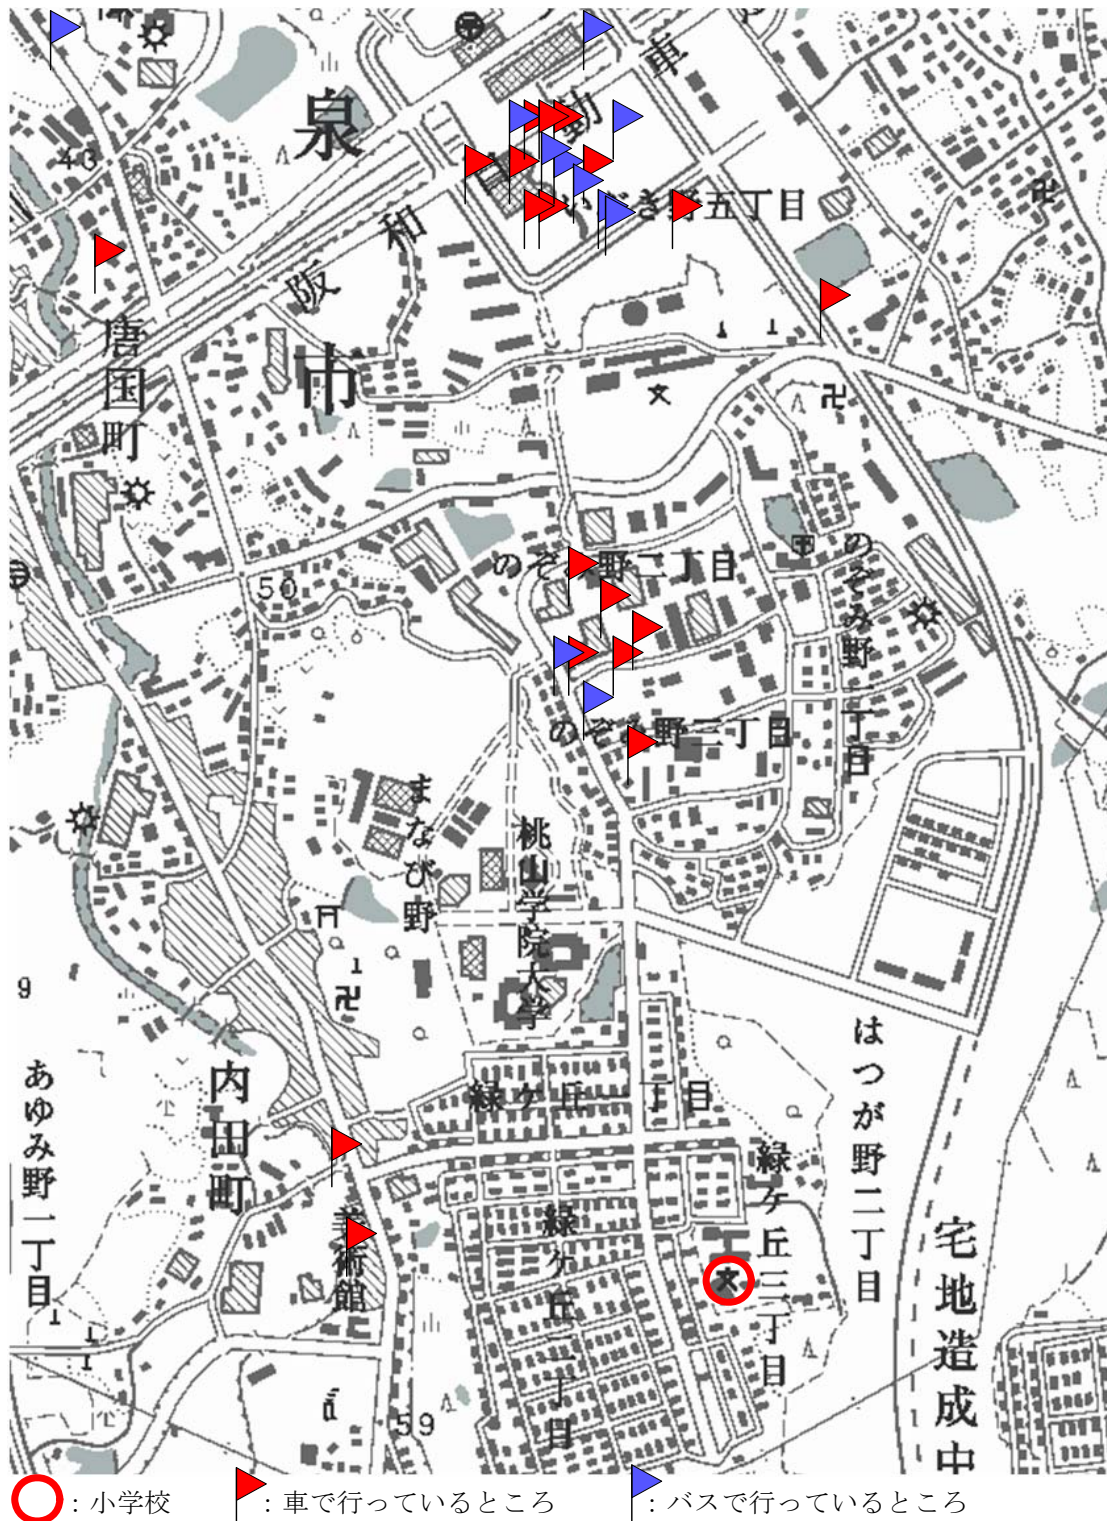 泉
車
動
自
いぶき野五丁目
和
阪
43
唐国町
市
のぞみ野二丁目
50
のぞみ野一丁目
のぞみ野三丁目
まなび野
桃山学院大学
9
はつが野二丁目
あゆみ野一丁目
内田町
緑ケ丘一丁目
緑ケ丘三丁目
美術館
緑ケ丘二丁目
宅地造成中
59
：小学校
：車で行っているところ
：バスで行っているところ